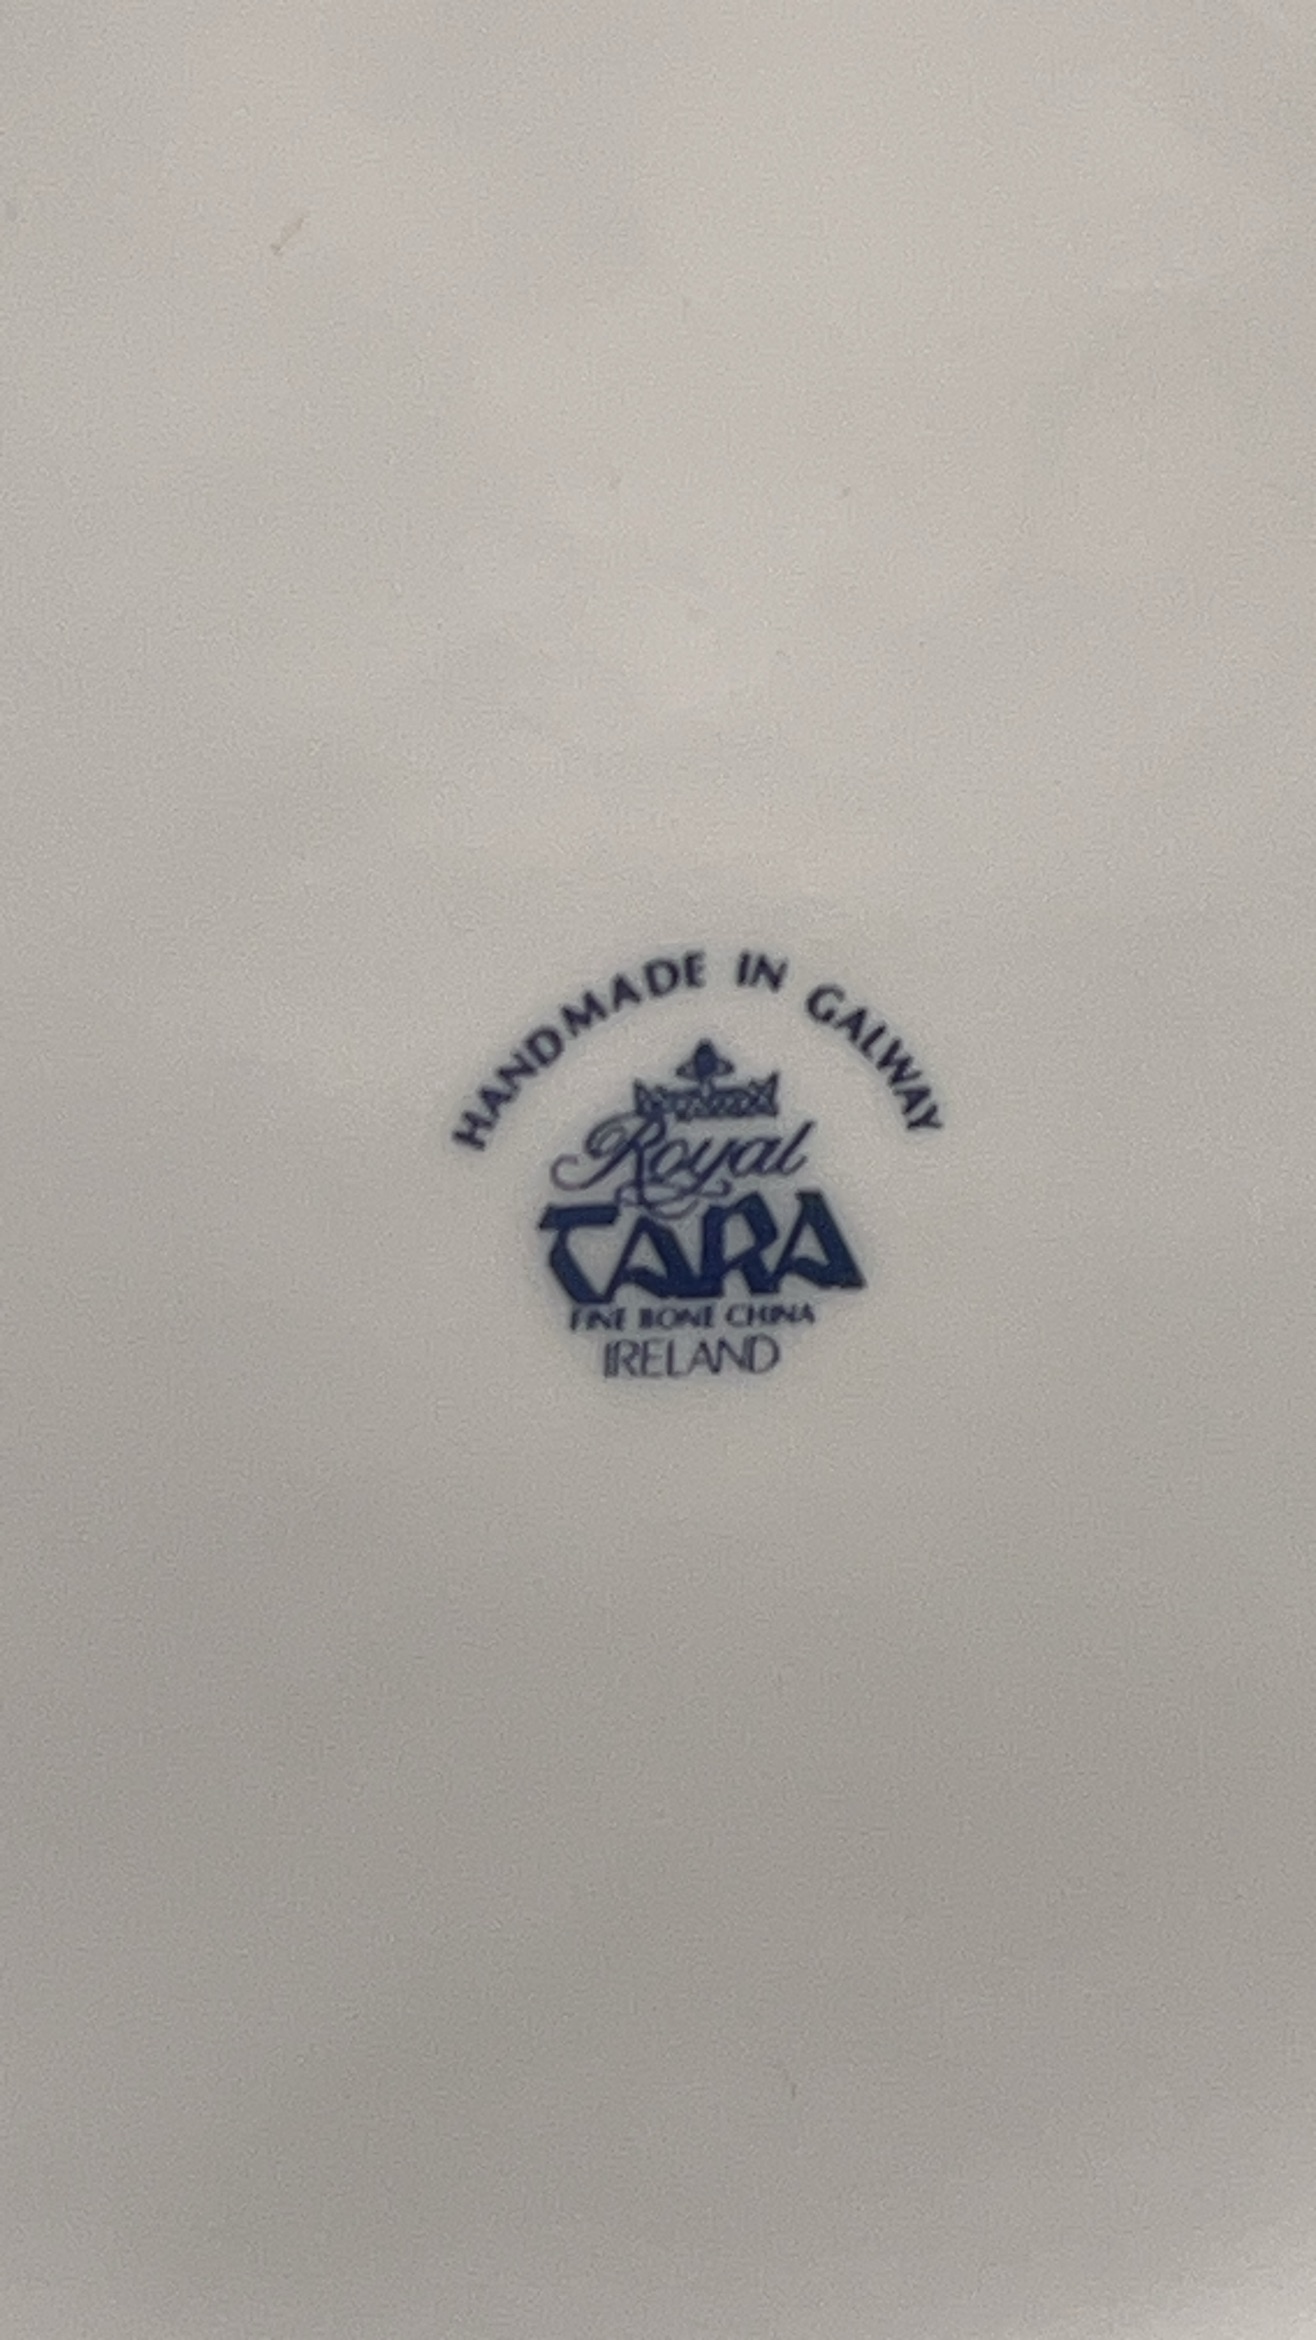 HANDMADE IN GALWAY
Royal
TARA
FINE BONE CHINA
IRELAND